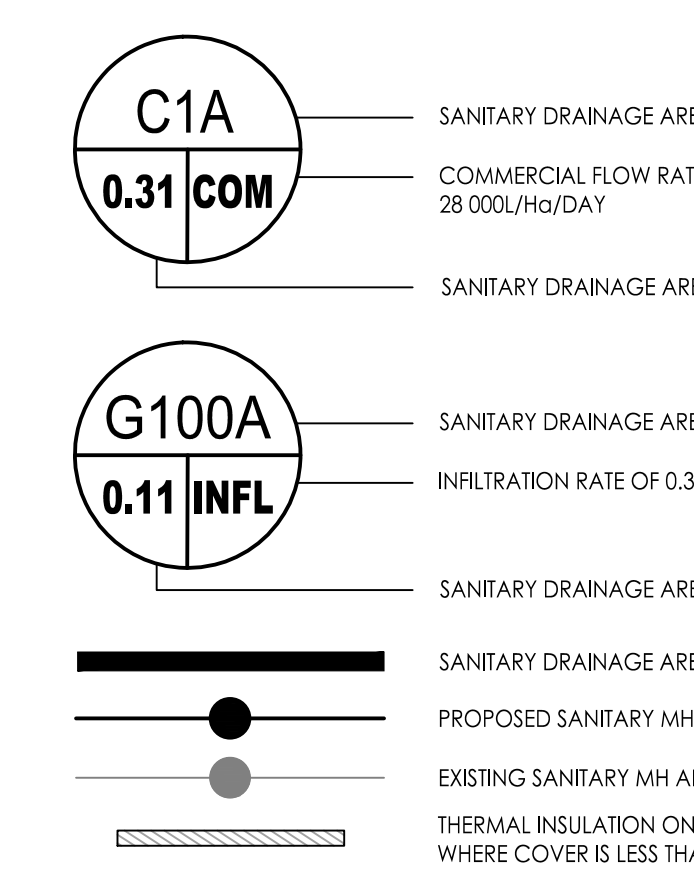 C1A
0.31 COM
SANITARY DRAINAGE ARE
COMMERCIAL FLOW RAT
28 000L/Ha/DAY
SANITARY DRAINAGE ARE
G100A
0.11 INFL
SANITARY DRAINAGE ARE
INFILTRATION RATE OF 0.3
SANITARY DRAINAGE ARE
SANITARY DRAINAGE ARE
PROPOSED SANITARY MH
EXISTING SANITARY MH A
THERMAL INSULATION ON
WHERE COVER IS LESS THA